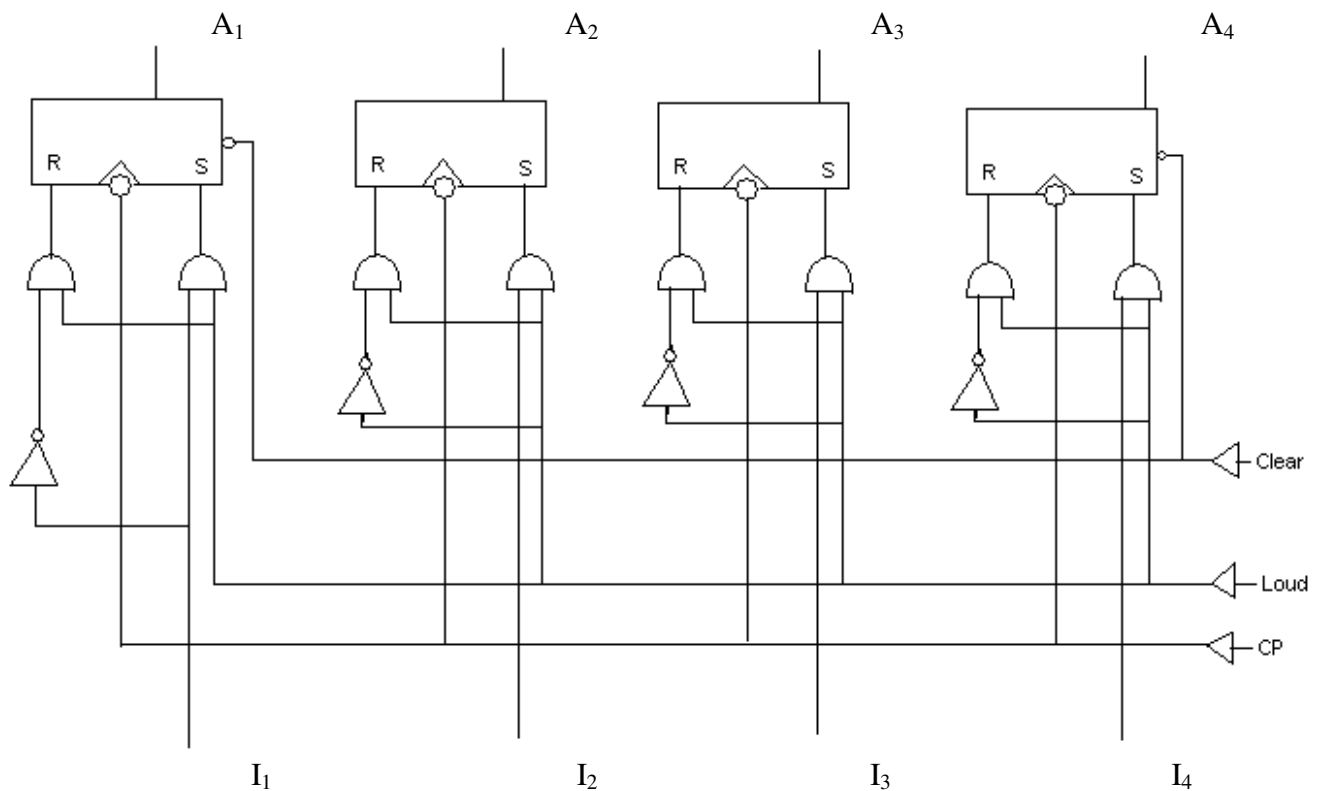 A₁ A₂ A₃ A₄
R S R S R S R S
Clear
Loud
CP
I₁ I₂ I₃ I₄